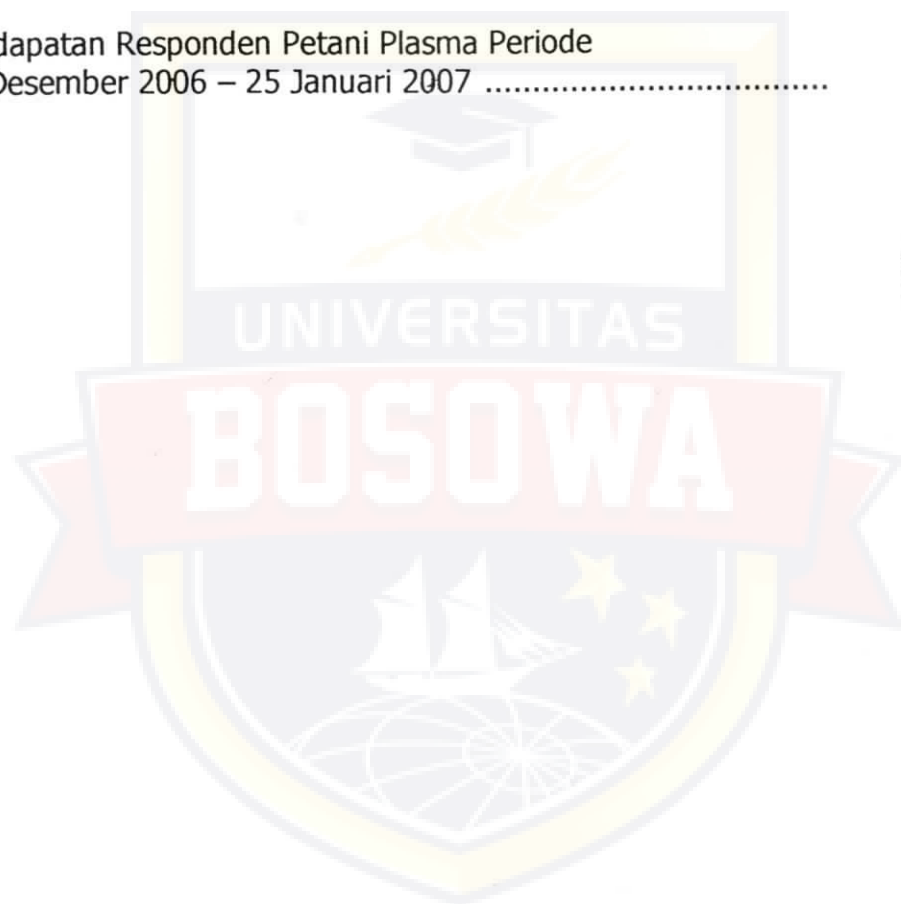 dapatan Responden Petani Plasma Periode
Desember 2006 – 25 Januari 2007 ....................................
UNIVERSITAS
BOSOWA